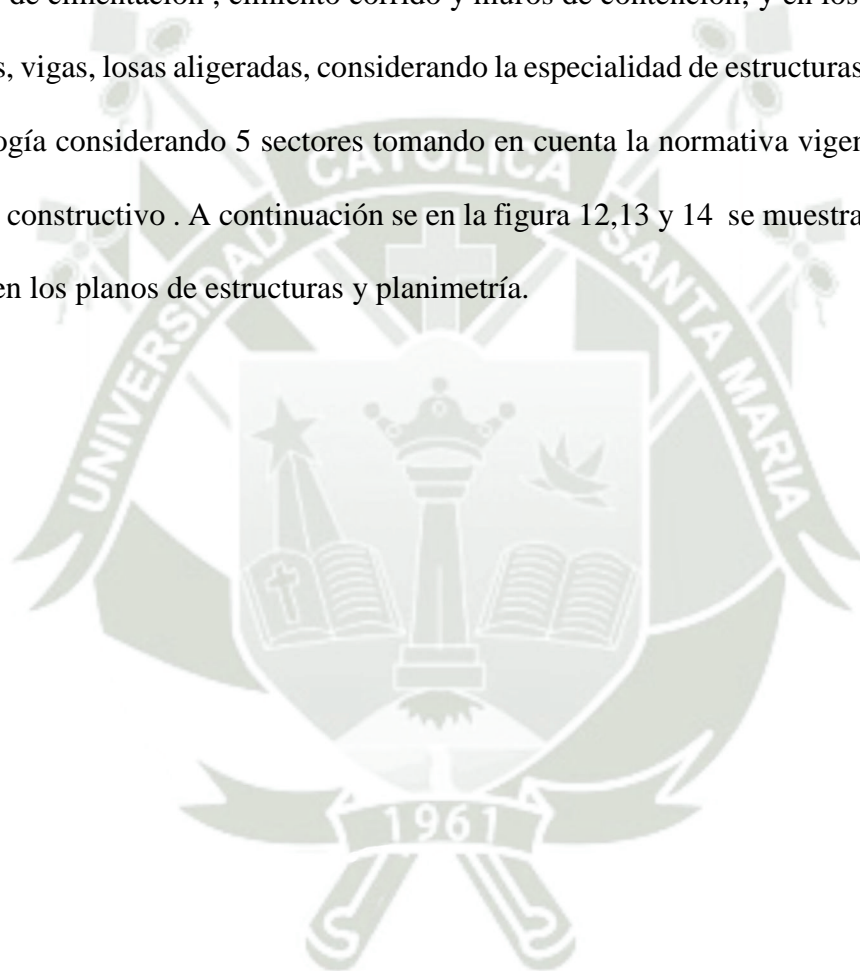 de cimentación , cimiento corrido y muros de contención, y en los
s, vigas, losas aligeradas, considerando la especialidad de estructuras
ogía considerando 5 sectores tomando en cuenta la normativa
constructivo . A continuación se en la figura 12,13 y 14 se muestra
en los planos de estructuras y planimetría.
UNIVERSIDAD CATOLICA SANTA MARIA
1961